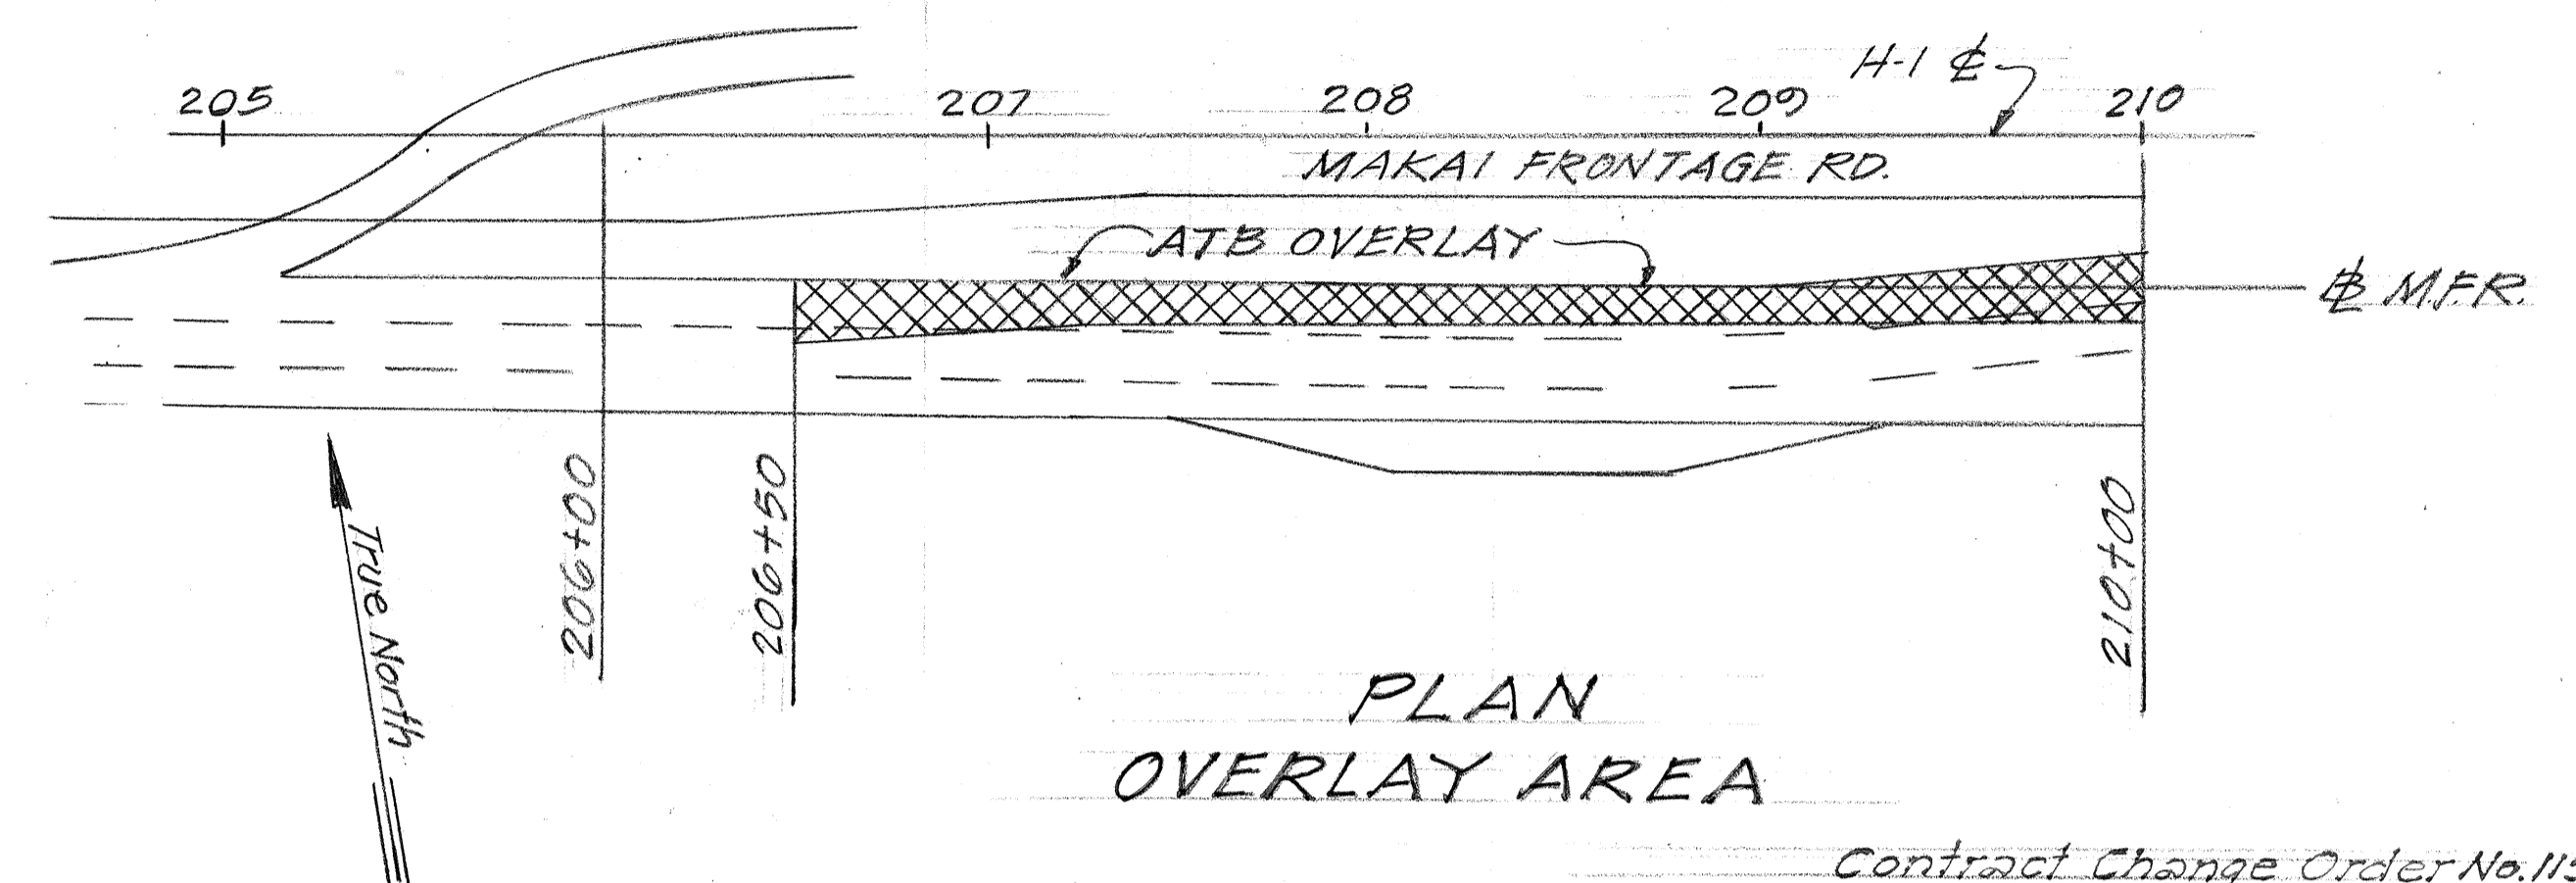 H-1 ℄
205 207 208 209 210
MAKAI FRONTAGE RD.
ATB OVERLAY
M.F.R.
206+00
206+50
210+00
True North
PLAN
OVERLAY AREA
Contract Change Order No.